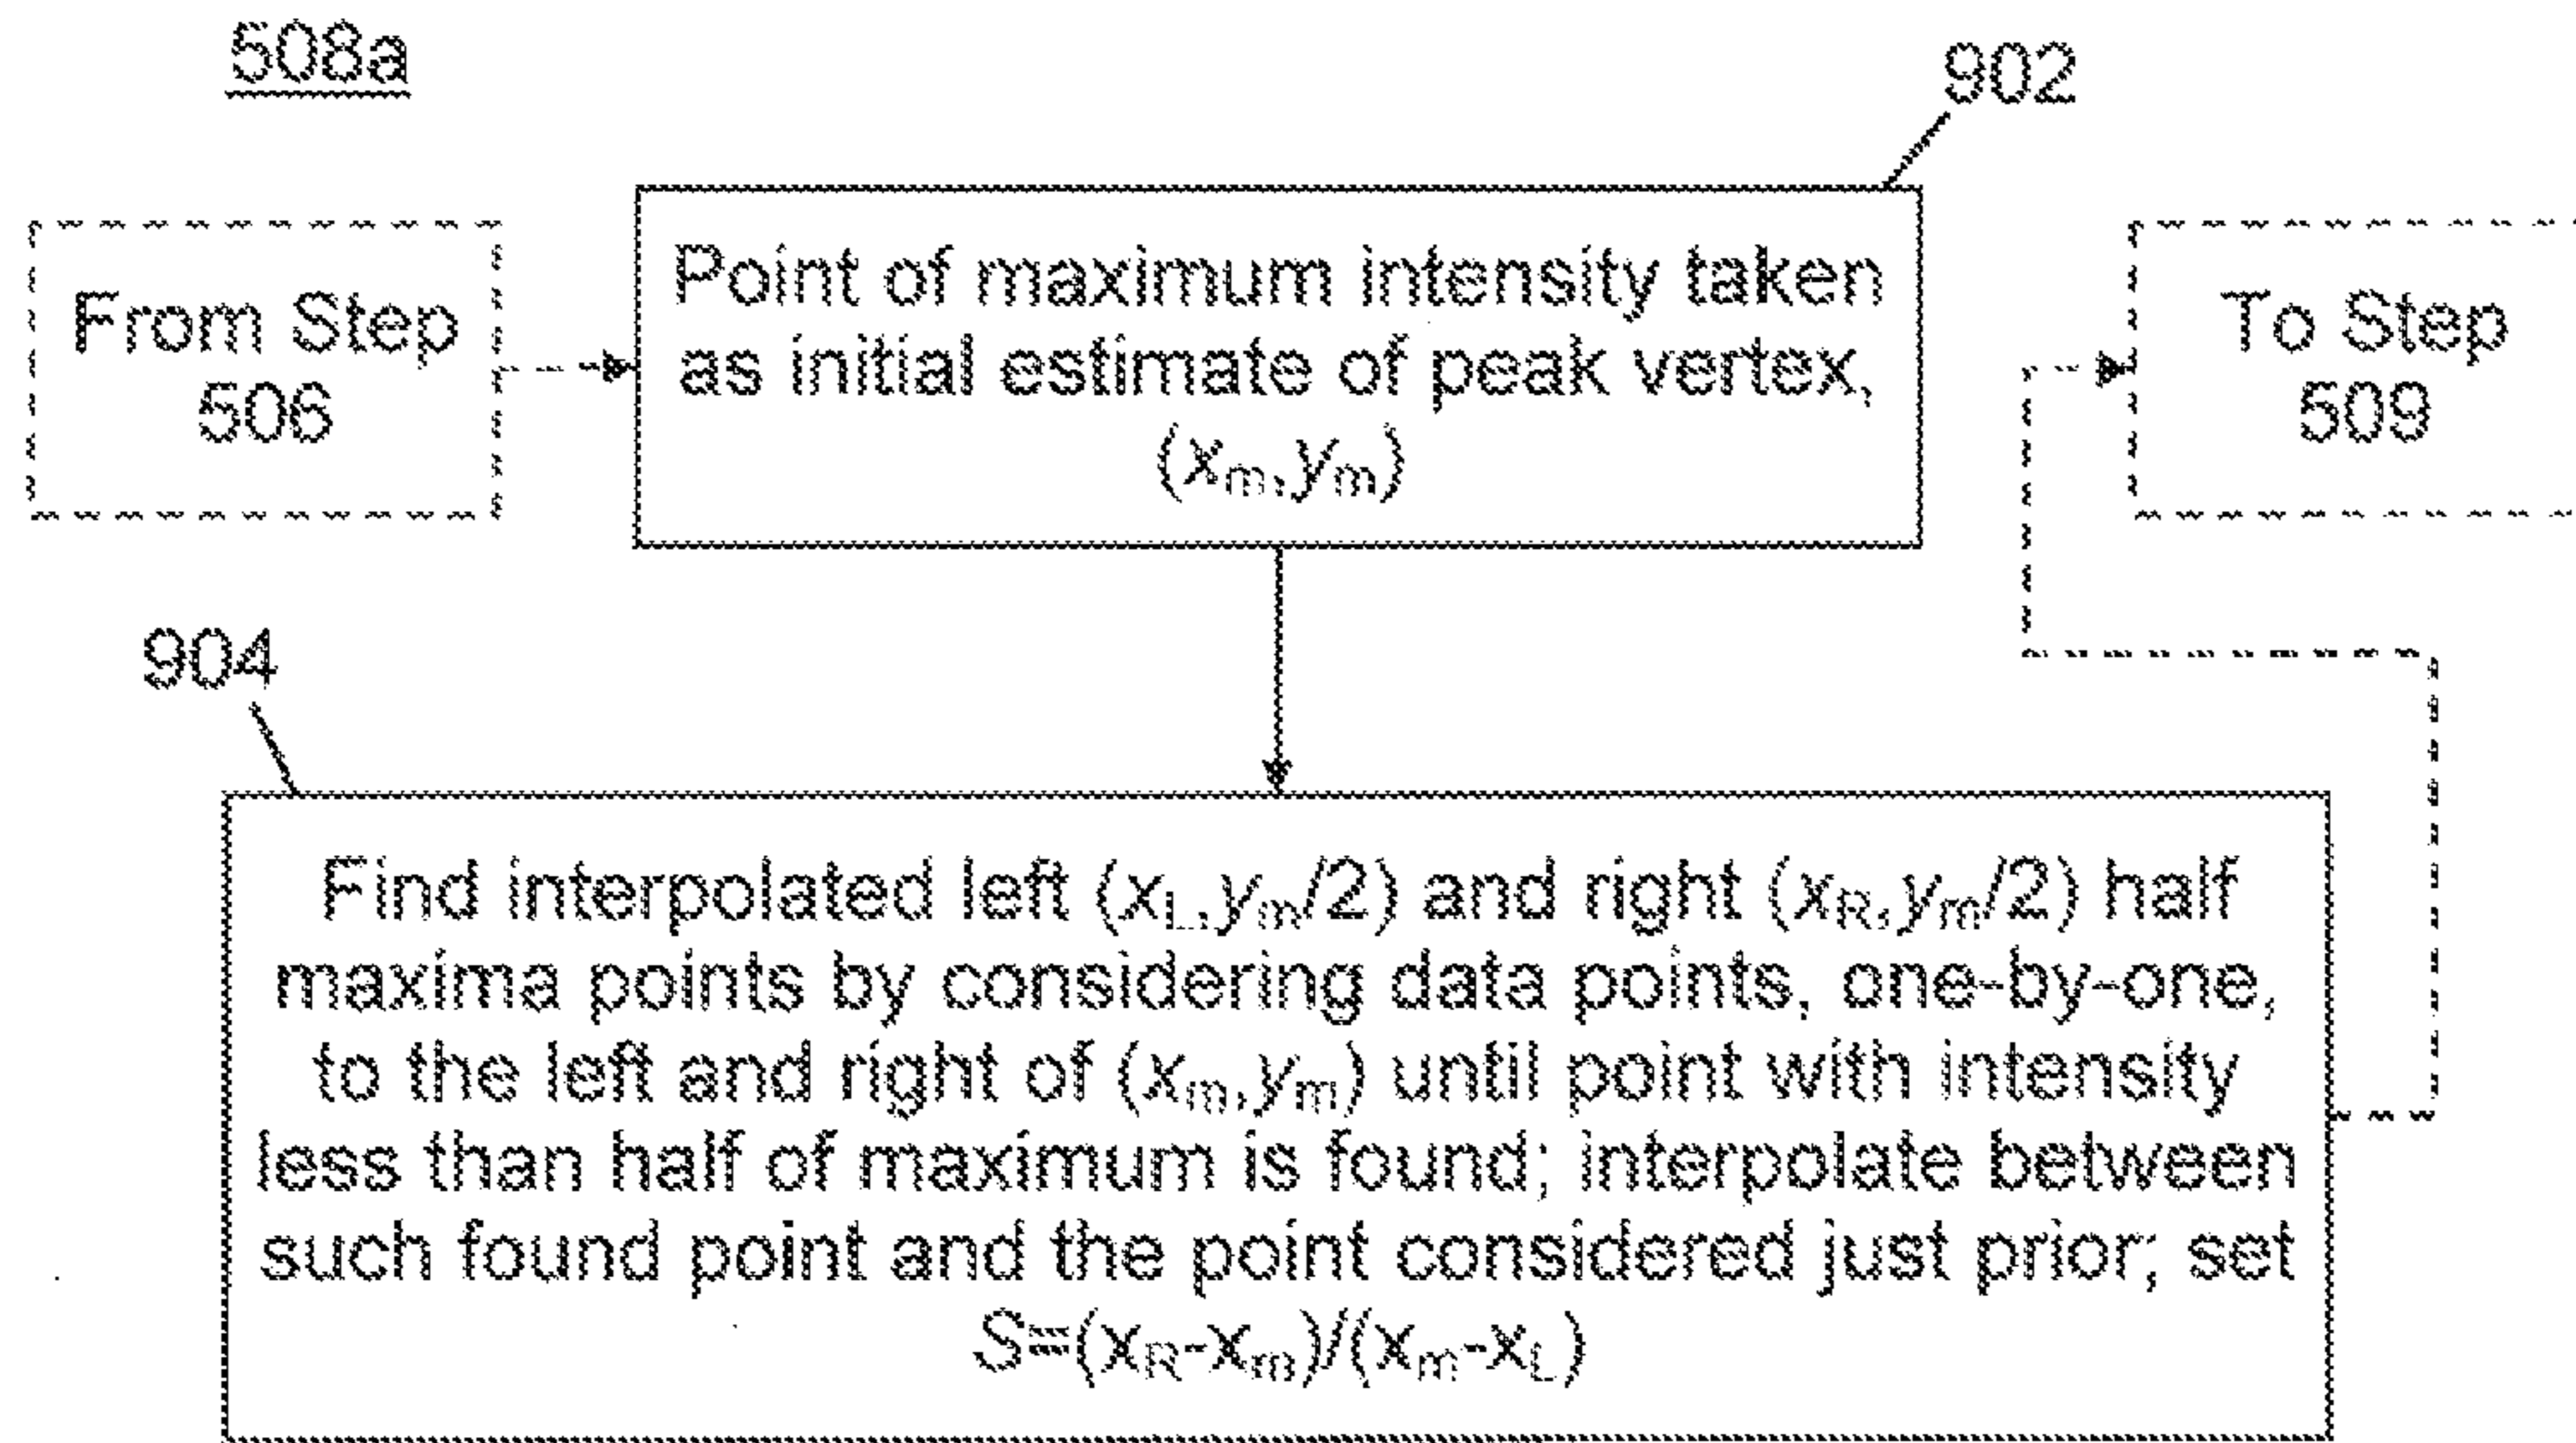 508a
902
From Step
506
Point of maximum intensity taken
as initial estimate of peak vertex,
(xm,ym)
To Step
509
904
Find interpolated left (xL,ym/2) and right (xR,ym/2) half
maxima points by considering data points, one-by-one,
to the left and right of (xm,ym) until point with intensity
less than half of maximum is found; interpolate between
such found point and the point considered just prior; set
S=(xR-xm)/(xm-xL)